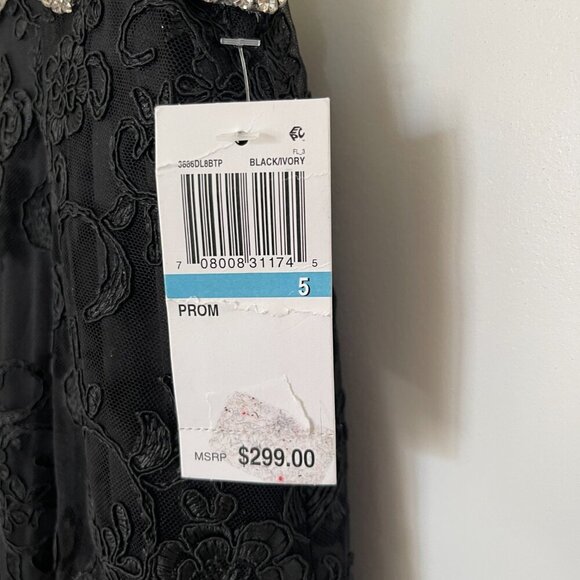 FL_3
3686DL8BTP BLACK/IVORY
7 08008 31174 5
5
PROM
MSRP $299.00